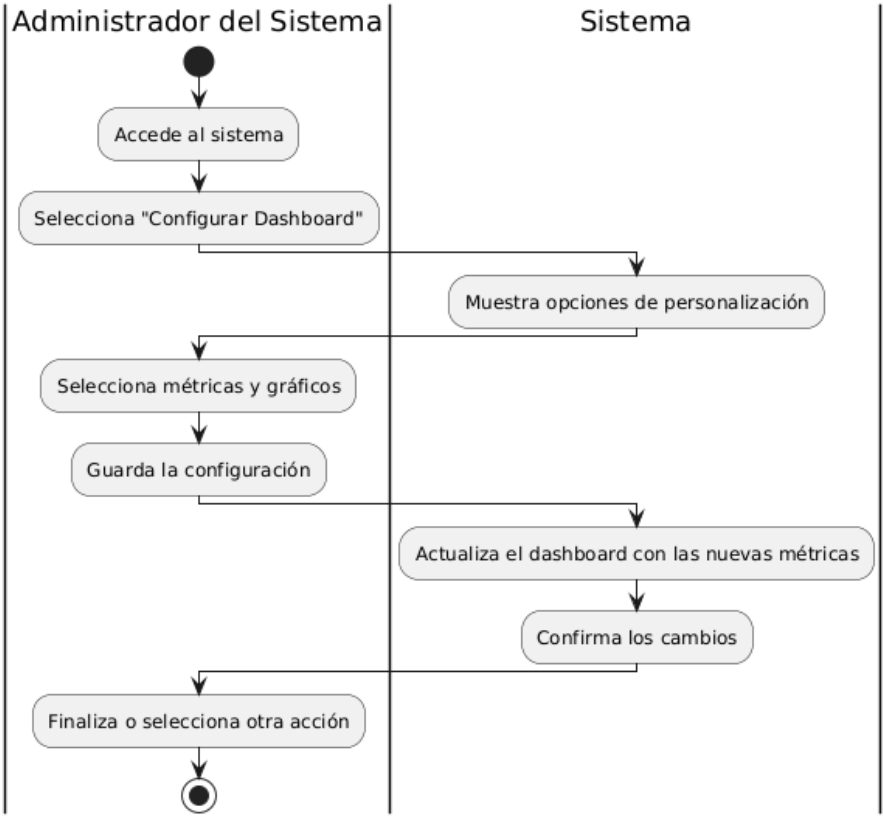 Administrador del Sistema
Sistema
Accede al sistema
Selecciona "Configurar Dashboard"
Muestra opciones de personalización
Selecciona métricas y gráficos
Guarda la configuración
Actualiza el dashboard con las nuevas métricas
Confirma los cambios
Finaliza o selecciona otra acción